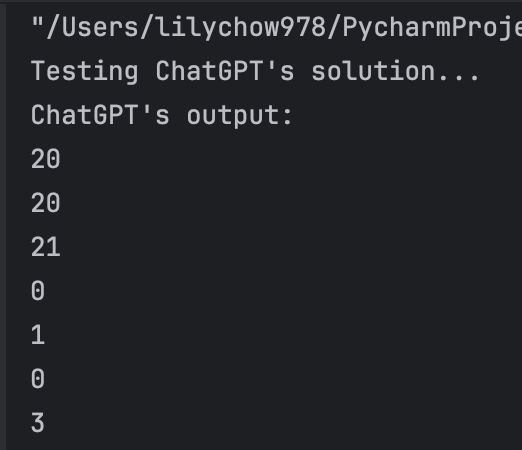 "/Users/lilychow978/PycharmProje
Testing ChatGPT's solution...
ChatGPT's output:
20
20
21
0
1
0
3